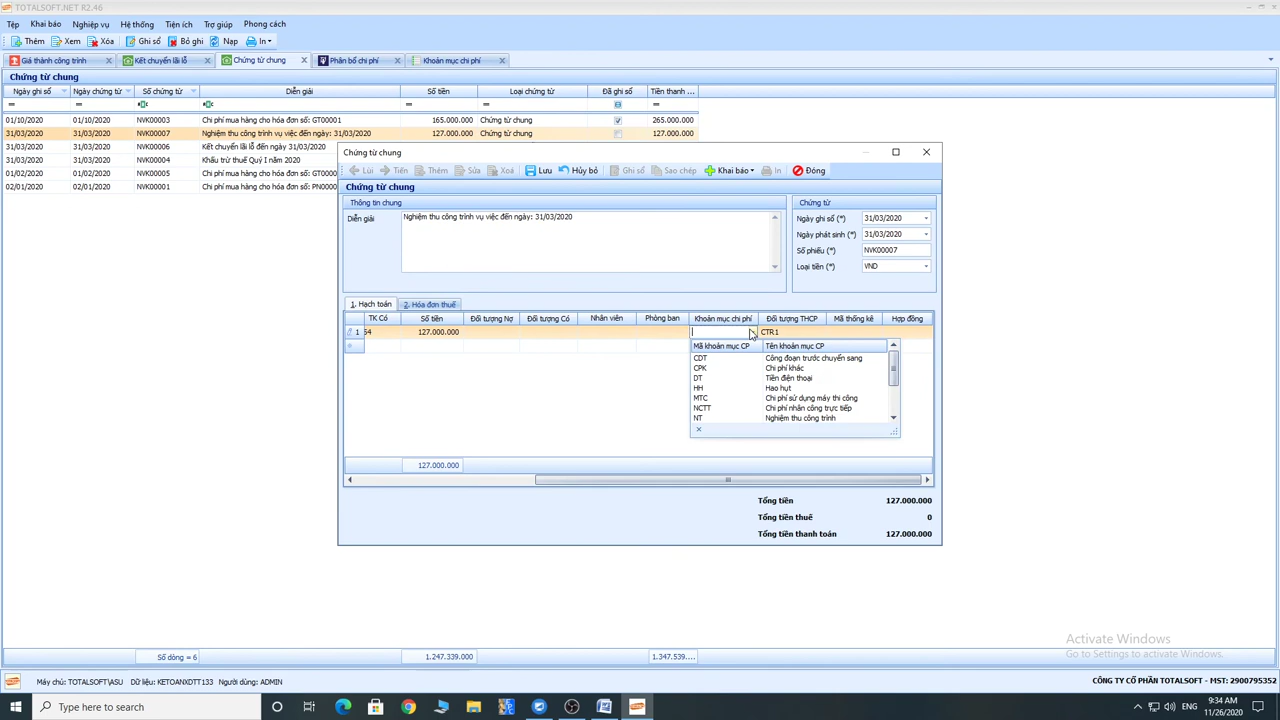 TOTALSOFT.NET R2.46
Tệp Khai báo Nghiệp vụ Hệ thống Tiện ích Trợ giúp Phong cách
Thêm Xem Xóa Ghi sổ Bỏ ghi Nạp In
Giá thành công trình Kết chuyển lãi lỗ Chứng từ chung Phân bổ chi phí Khoản mục chi phí
Chứng từ chung
Ngày ghi sổ Ngày chứng từ Số chứng từ Diễn giải Số tiền Loại chứng từ Đã ghi sổ Tiền thanh ...
01/10/2020 01/10/2020 NVK00003 Chi phí mua hàng cho hóa đơn số: GT00001 165.000.000 Chứng từ chung 265.000.000
31/03/2020 31/03/2020 NVK00007 Nghiệm thu công trình vụ việc đến ngày: 31/03/2020 127.000.000 Chứng từ chung 127.000.000
31/03/2020 31/03/2020 NVK00006 Kết chuyển lãi lỗ đến ngày 31/03/2020
31/03/2020 31/03/2020 NVK00004 Khấu trừ thuế Quý I năm 2020
01/02/2020 01/02/2020 NVK00005 Chi phí mua hàng cho hóa đơn số: GT000
02/01/2020 02/01/2020 NVK00001 Chi phí mua hàng cho hóa đơn số: PN000
Chứng từ chung
Lùi Tiến Thêm Sửa Xoá Lưu Hủy bỏ Ghi sổ Sao chép Khai báo In Đóng
Chứng từ chung
Thông tin chung
Diễn giải Nghiệm thu công trình vụ việc đến ngày: 31/03/2020
Chứng từ
Ngày ghi sổ (*) 31/03/2020
Ngày phát sinh (*) 31/03/2020
Số phiếu (*) NVK00007
Loại tiền (*) VND
1. Hạch toán 2. Hóa đơn thuế
TK Có Số tiền Đối tượng Nợ Đối tượng Có Nhân viên Phòng ban Khoản mục chi phí Đối tượng THCP Mã thống kê Hợp đồng
1 54 127.000.000 CTR1
Mã khoản mục CP Tên khoản mục CP
CDT Công đoạn trước chuyển sang
CPK Chi phí khác
DT Tiền điện thoại
HH Hao hụt
MTC Chi phí sử dụng máy thi công
NCTT Chi phí nhân công trực tiếp
NT Nghiệm thu công trình
127.000.000
Tổng tiền 127.000.000
Tổng tiền thuế 0
Tổng tiền thanh toán 127.000.000
Activate Windows
Go to Settings to activate Windows.
Số dòng = 6 1.247.339.000 1.347.539....
Máy chủ: TOTALSOFT\ASU Dữ liệu: KETOANXDTT133 Người dùng: ADMIN CÔNG TY CỔ PHẦN TOTALSOFT - MST: 2900795352
Type here to search
ENG
9:34 AM
11/26/2020